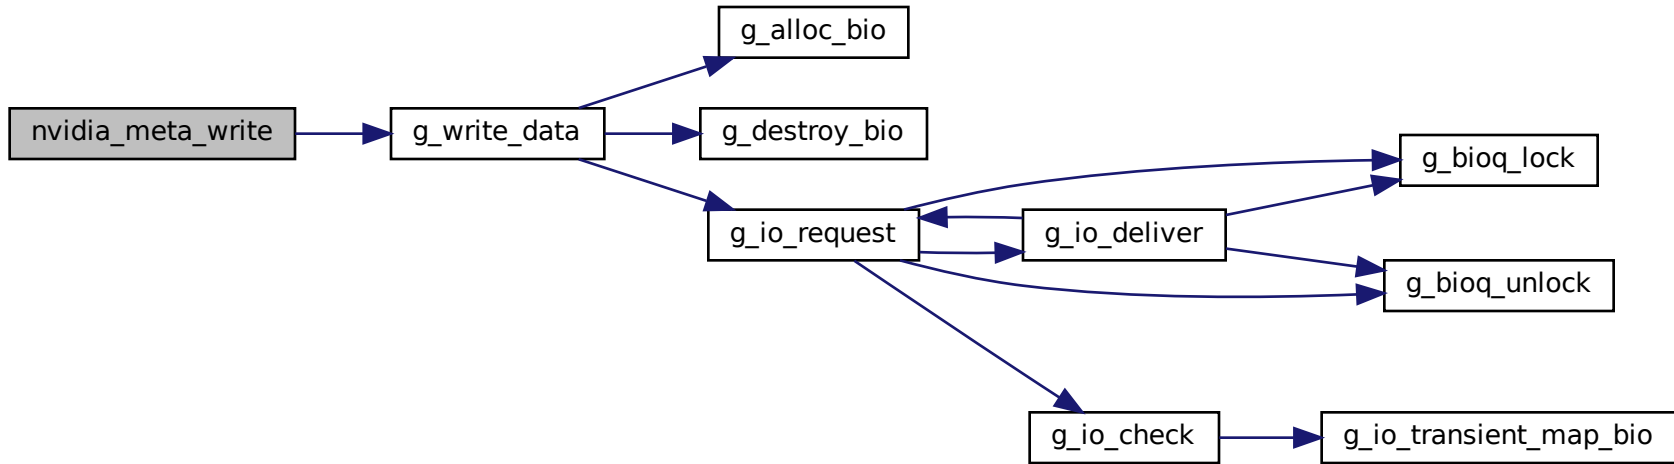 nvidia_meta_write
g_write_data
g_alloc_bio
g_destroy_bio
g_io_request
g_io_deliver
g_bioq_lock
g_bioq_unlock
g_io_check
g_io_transient_map_bio